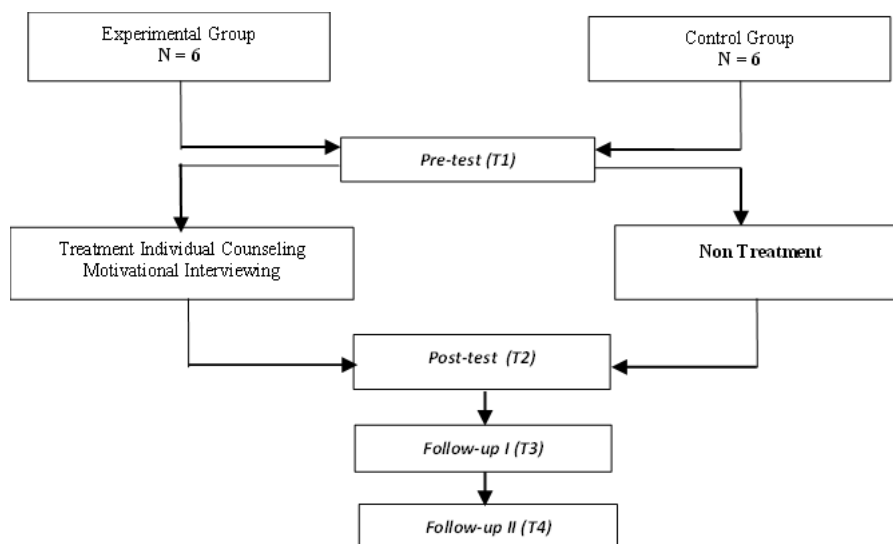 Experimental Group
N = 6
Control Group
N = 6
Pre-test (T1)
Treatment Individual Counseling
Motivational Interviewing
Non Treatment
Post-test (T2)
Follow-up I (T3)
Follow-up II (T4)